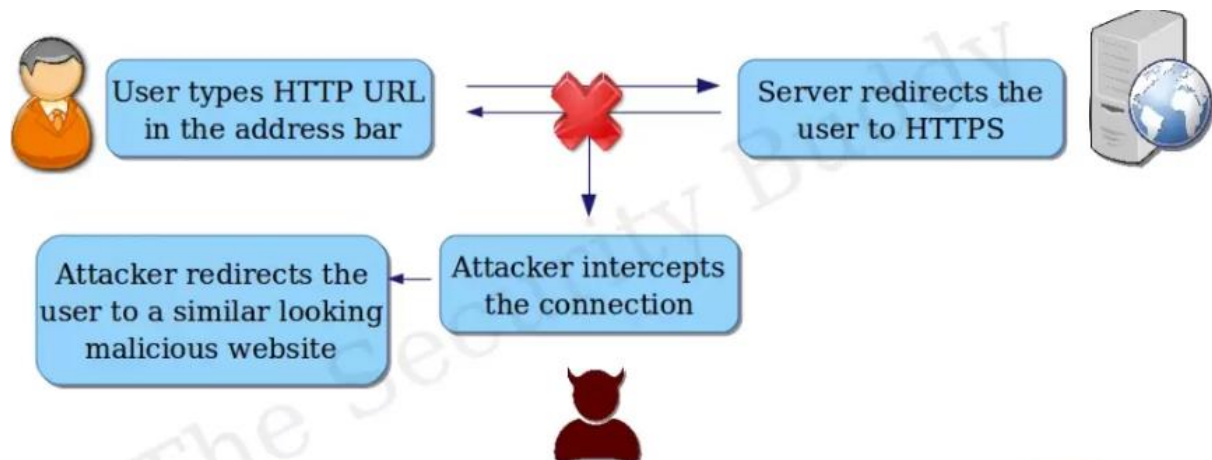 User types HTTP URL
in the address bar
Server redirects the
user to HTTPS
Attacker redirects the
user to a similar looking
malicious website
Attacker intercepts
the connection
The Security Buddy